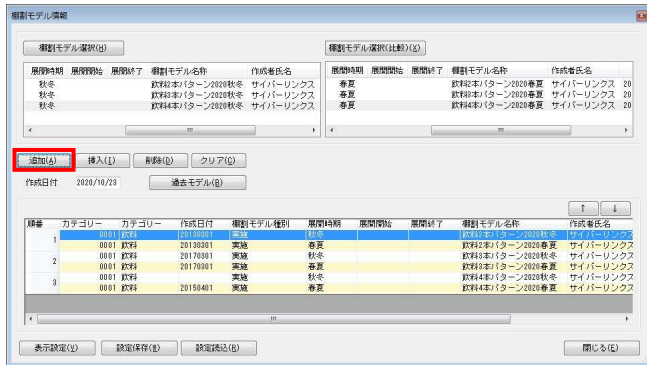 棚割モデル情報
棚割モデル選択(H)
棚割モデル選択(比較)(X)
展開時期 展開開始 展開終了 棚割モデル名称 作成者氏名
秋冬 飲料2本パターン2020秋冬 サイバーリンクス
秋冬 飲料3本パターン2020秋冬 サイバーリンクス
秋冬 飲料4本パターン2020秋冬 サイバーリンクス
展開時期 展開開始 展開終了 棚割モデル名称 作成者氏名
春夏 飲料2本パターン2020春夏 サイバーリンクス 20
春夏 飲料3本パターン2020春夏 サイバーリンクス 20
春夏 飲料4本パターン2020春夏 サイバーリンクス 20
追加(A) 挿入(I) 削除(D) クリア(C)
作成日付 2020/10/23 過去モデル(B)
↑ ↓
順番 カテゴリー カテゴリー 作成日付 棚割モデル種別 展開時期 展開開始 展開終了 棚割モデル名称 作成者氏名
1 0001 飲料 20130301 実施 秋冬 飲料2本パターン2020秋冬 サイバーリンクス
0001 飲料 20130301 実施 春夏 飲料2本パターン2020春夏 サイバーリンクス
2 0001 飲料 20170301 実施 秋冬 飲料3本パターン2020秋冬 サイバーリンクス
0001 飲料 20170301 実施 春夏 飲料3本パターン2020春夏 サイバーリンクス
3 0001 飲料 実施 秋冬 飲料4本パターン2020秋冬 サイバーリンクス
0001 飲料 20150401 実施 春夏 飲料4本パターン2020春夏 サイバーリンクス
表示設定(V) 設定保存(W) 設定読込(R) 閉じる(E)